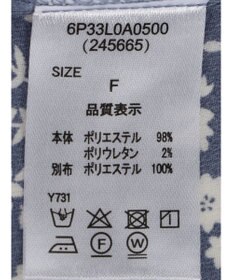 6P33L0A0500
(245665)
SIZE
F
品質表示
本体 ポリエステル 98%
ポリウレタン 2%
別布 ポリエステル 100%
Y731
F W